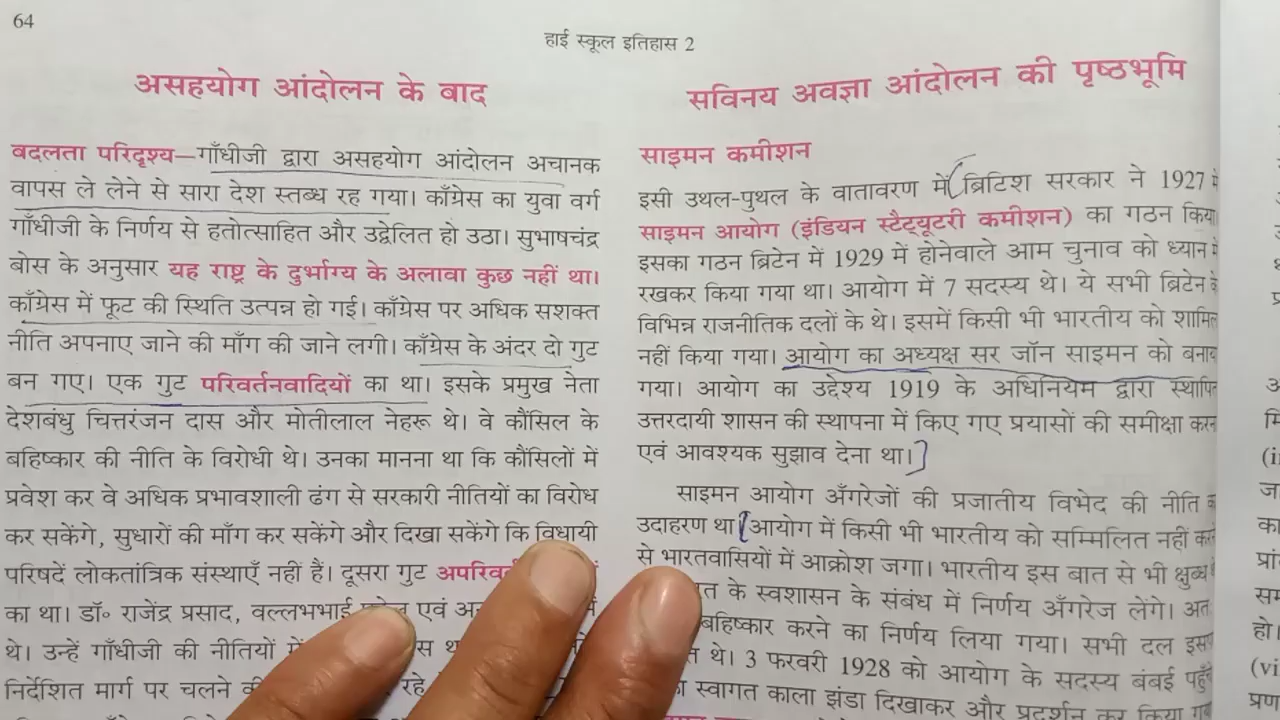 64
हाई स्कूल इतिहास 2
असहयोग आंदोलन के बाद
बदलता परिदृश्य—गाँधीजी द्वारा असहयोग आंदोलन अचानक
वापस ले लेने से सारा देश स्तब्ध रह गया। काँग्रेस का युवा वर्ग
गाँधीजी के निर्णय से हतोत्साहित और उद्वेलित हो उठा। सुभाषचंद्र
बोस के अनुसार यह राष्ट्र के दुर्भाग्य के अलावा कुछ नहीं था।
काँग्रेस में फूट की स्थिति उत्पन्न हो गई। काँग्रेस पर अधिक सशक्त
नीति अपनाए जाने की माँग की जाने लगी। काँग्रेस के अंदर दो गुट
बन गए। एक गुट परिवर्तनवादियों का था। इसके प्रमुख नेता
देशबंधु चित्तरंजन दास और मोतीलाल नेहरू थे। वे कौंसिल के
बहिष्कार की नीति के विरोधी थे। उनका मानना था कि कौंसिलों में
प्रवेश कर वे अधिक प्रभावशाली ढंग से सरकारी नीतियों का विरोध
कर सकेंगे, सुधारों की माँग कर सकेंगे और दिखा सकेंगे कि विधायी
परिषदें लोकतांत्रिक संस्थाएँ नहीं हैं। दूसरा गुट
का था। डॉ॰ राजेंद्र प्रसाद, वल्लभभाई एवं
थे। उन्हें गाँधीजी की नीतियों में
निर्देशित मार्ग पर चलने रहे
सविनय अवज्ञा आंदोलन की पृष्ठभूमि
साइमन कमीशन
इसी उथल-पुथल के वातावरण में ब्रिटिश सरकार ने 1927 में
साइमन आयोग (इंडियन स्टैट्यूटरी कमीशन) का गठन किया।
इसका गठन ब्रिटेन में 1929 में होनेवाले आम चुनाव को ध्यान में
रखकर किया गया था। आयोग में 7 सदस्य थे। ये सभी ब्रिटेन के
विभिन्न राजनीतिक दलों के थे। इसमें किसी भी भारतीय को
नहीं किया गया। आयोग का अध्यक्ष सर जॉन साइमन को
गया। आयोग का उद्देश्य 1919 के अधिनियम द्वारा
उत्तरदायी शासन की स्थापना में किए गए प्रयासों की समीक्षा
एवं आवश्यक सुझाव देना था।
साइमन आयोग अँगरेजों की प्रजातीय विभेद की नीति
उदाहरण था। आयोग में किसी भी भारतीय को सम्मिलित नहीं
से भारतवासियों में आक्रोश जगा। भारतीय इस बात से भी क्षुब्ध
के स्वशासन के संबंध में निर्णय अँगरेज लेंगे।
बहिष्कार करने का निर्णय लिया गया। सभी दल
थे। 3 फरवरी 1928 को आयोग के सदस्य बंबई
स्वागत काला झंडा दिखाकर और प्रदर्शन कर किया